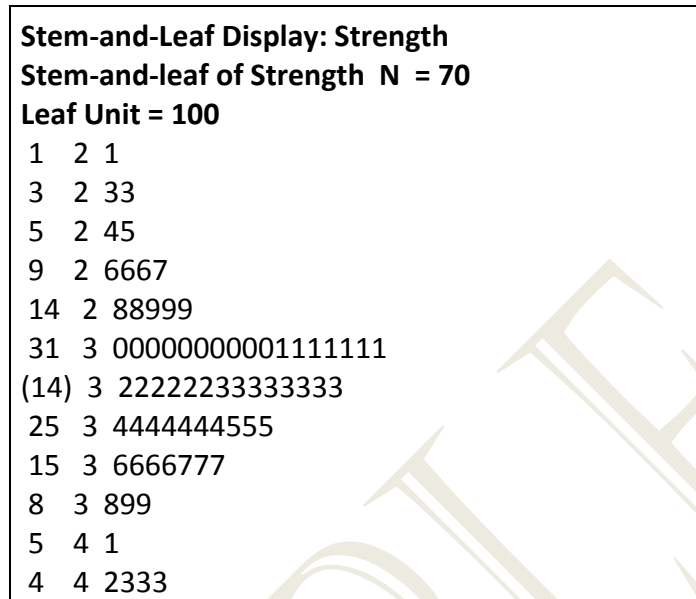 Stem-and-Leaf Display: Strength
Stem-and-leaf of Strength N = 70
Leaf Unit = 100
1 2 1
3 2 33
5 2 45
9 2 6667
14 2 88999
31 3 00000000001111111
(14) 3 22222233333333
25 3 4444444555
15 3 6666777
8 3 899
5 4 1
4 4 2333